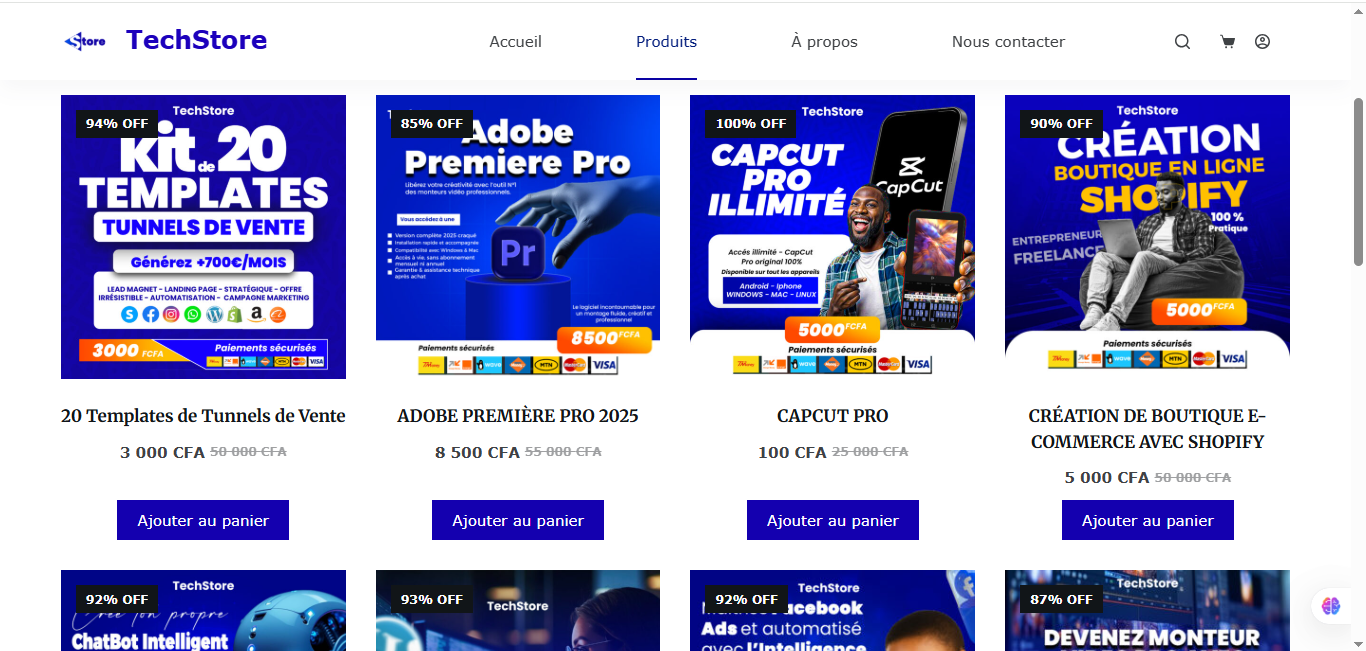 Store
TechStore
Accueil
Produits
À propos
Nous contacter
TechStore
94% OFF
Kit de 20
TEMPLATES
TUNNELS DE VENTE
Générez +700€/MOIS
LEAD MAGNET - LANDING PAGE - STRATÉGIQUE - OFFRE
IRRÉSISTIBLE - AUTOMATISATION - CAMPAGNE MARKETING
3000 FCFA
Paiements sécurisés
VISA
85% OFF
Adobe
Premiere Pro
Libérez votre créativité avec l'outil N°1
des monteurs vidéo professionnels.
Vous accédez à une
Version complète 2025 craqué
Installation rapide et accompagnée
Compatibilité avec Windows & Mac
Accès à vie, sans abonnement
mensuel ni annuel
Garantie & assistance technique
après achat
Pr
Le logiciel incontournable pour
un montage fluide, créatif et
professionnel
8500 FCFA
Paiements sécurisés
wave
MTN
VISA
TechStore
100% OFF
CAPCUT
PRO
ILLIMITÉ
CapCut
Accès illimité - CapCut
Pro original 100%
Disponible sur tout les appareils
Android - Iphone
WINDOWS - MAC - LINUX
5000 FCFA
Paiements sécurisés
wave
MTN
VISA
TechStore
90% OFF
CRÉATION
BOUTIQUE EN LIGNE
SHOPIFY
100 %
Pratique
ENTREPRENEUR
FREELANCE
5000 FCFA
Paiements sécurisés
wave
MTN
VISA
20 Templates de Tunnels de Vente
3 000 CFA 50 000 CFA
Ajouter au panier
ADOBE PREMIÈRE PRO 2025
8 500 CFA 55 000 CFA
Ajouter au panier
CAPCUT PRO
100 CFA 25 000 CFA
Ajouter au panier
CRÉATION DE BOUTIQUE E-
COMMERCE AVEC SHOPIFY
5 000 CFA 50 000 CFA
Ajouter au panier
TechStore
92% OFF
Crée ton propre
ChatBot Intelligent
93% OFF
TechStore
TechStore
92% OFF
Facebook
Ads et automatisé
avec l'Intelligence
TechStore
87% OFF
DEVENEZ MONTEUR